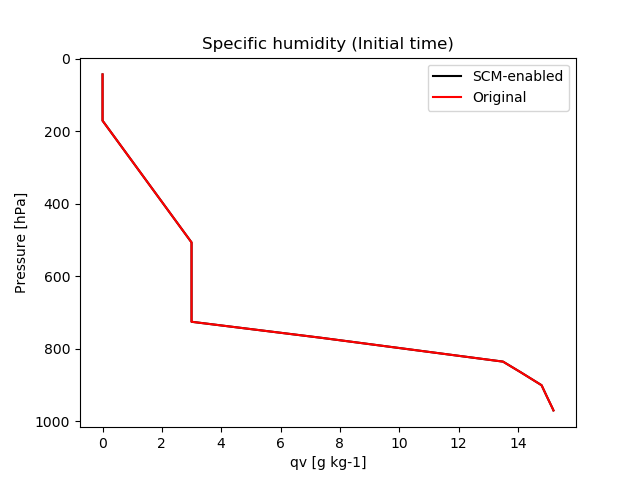 Specific humidity (Initial time)
SCM-enabled
Original
Pressure [hPa]
0
200
400
600
800
1000
0 2 4 6 8 10 12 14
qv [g kg-1]